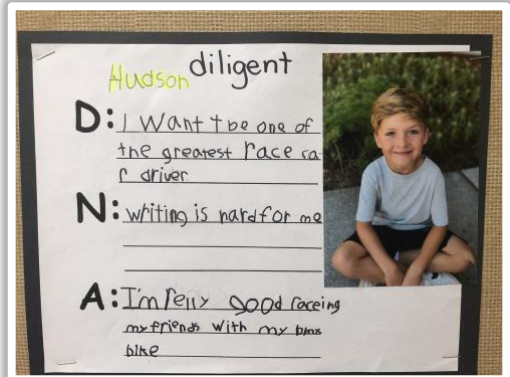 Hudson diligent
D: I want t be one of
the greatest race ca
r driver
N: writing is hard for me
A: I'm relly good raceing
my friends with my bmx
bike